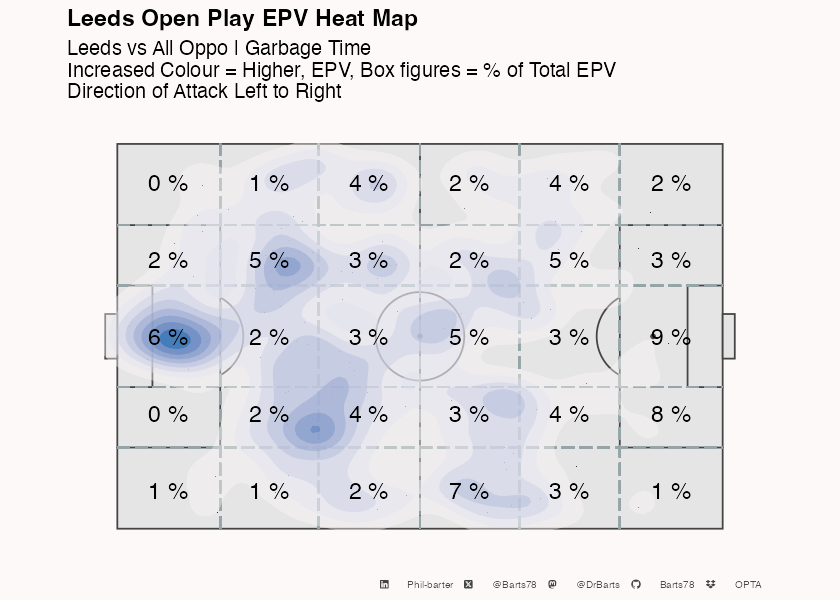 Leeds Open Play EPV Heat Map
Leeds vs All Oppo | Garbage Time
Increased Colour = Higher, EPV, Box figures = % of Total EPV
Direction of Attack Left to Right
0 % 1 % 4 % 2 % 4 % 2 %
2 % 5 % 3 % 2 % 5 % 3 %
6 % 2 % 3 % 5 % 3 % 9 %
0 % 2 % 4 % 3 % 4 % 8 %
1 % 1 % 2 % 7 % 3 % 1 %
Phil-barter @Barts78 @DrBarts Barts78 OPTA